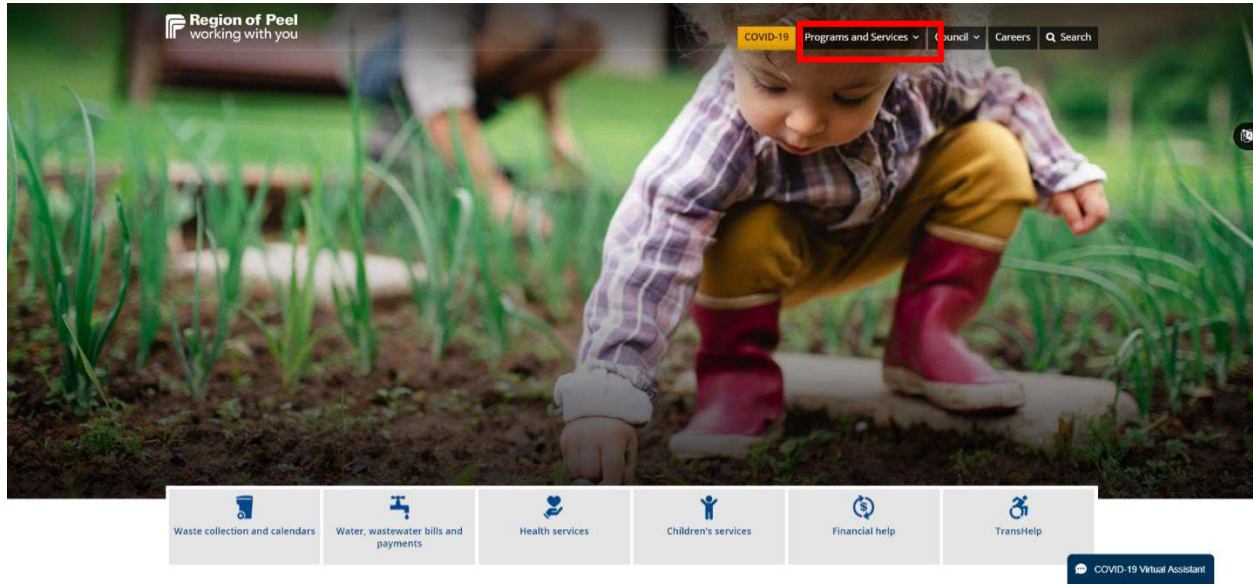 Region of Peel
working with you
COVID-19 Programs and Services Council Careers Search
Waste collection and calendars
Water, wastewater bills and
payments
Health services
Children's services
Financial help
TransHelp
COVID-19 Virtual Assistant